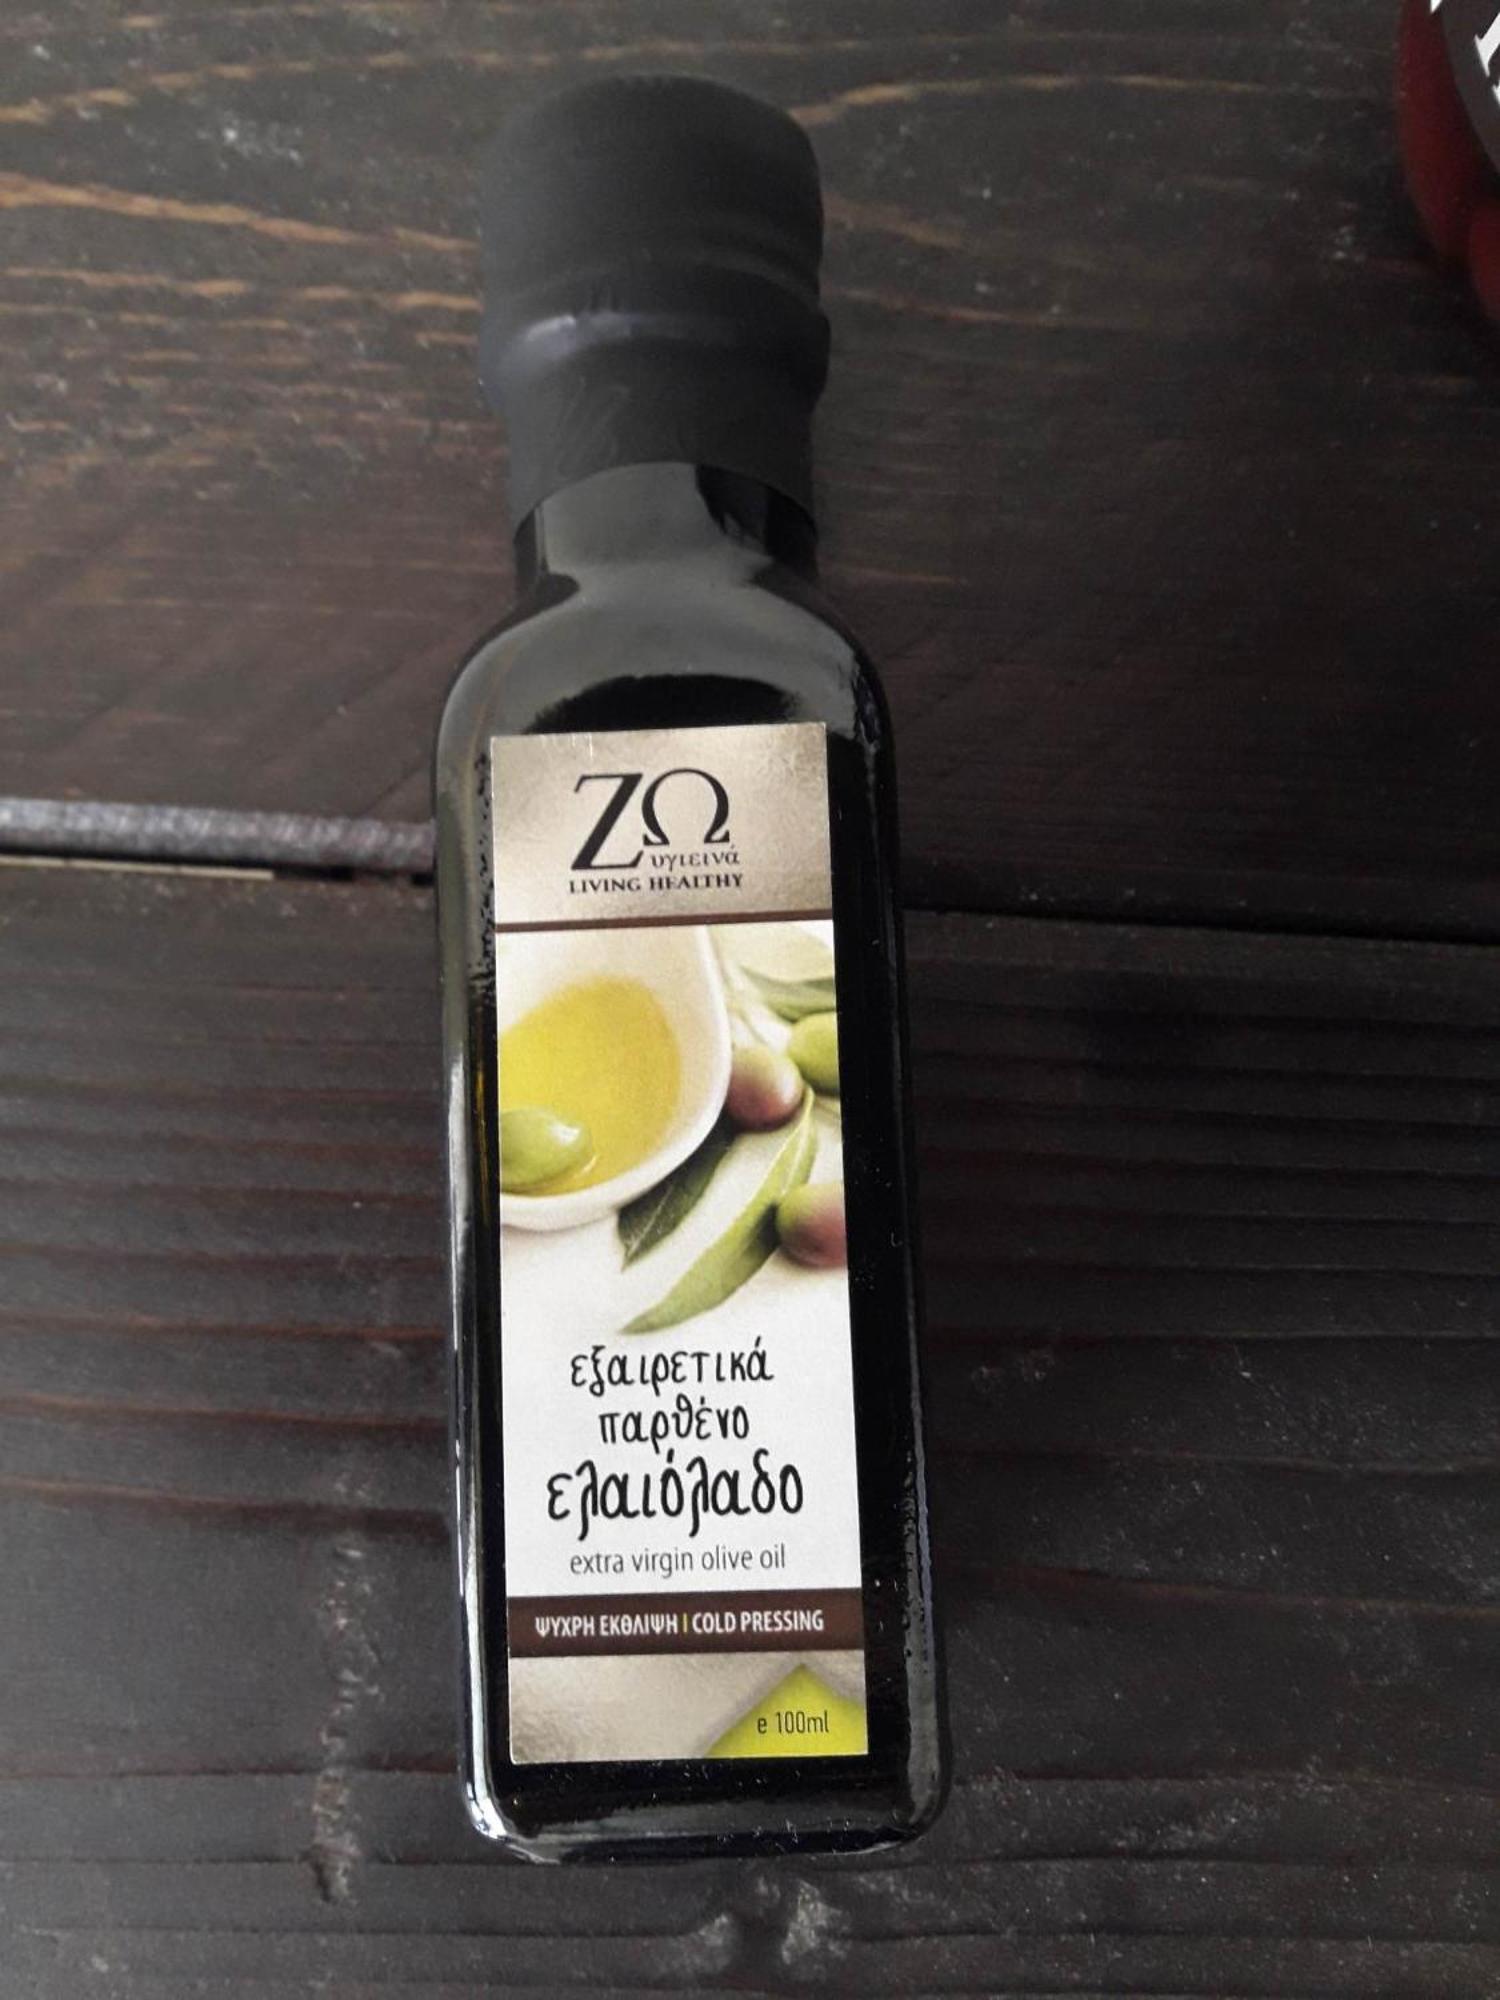 ΖΩ
υγιεινά
LIVING HEALTHY
εξαιρετικά
παρθένο
ελαιόλαδο
extra virgin olive oil
ΨΥΧΡΗ ΕΚΘΛΙΨΗ | COLD PRESSING
e 100ml